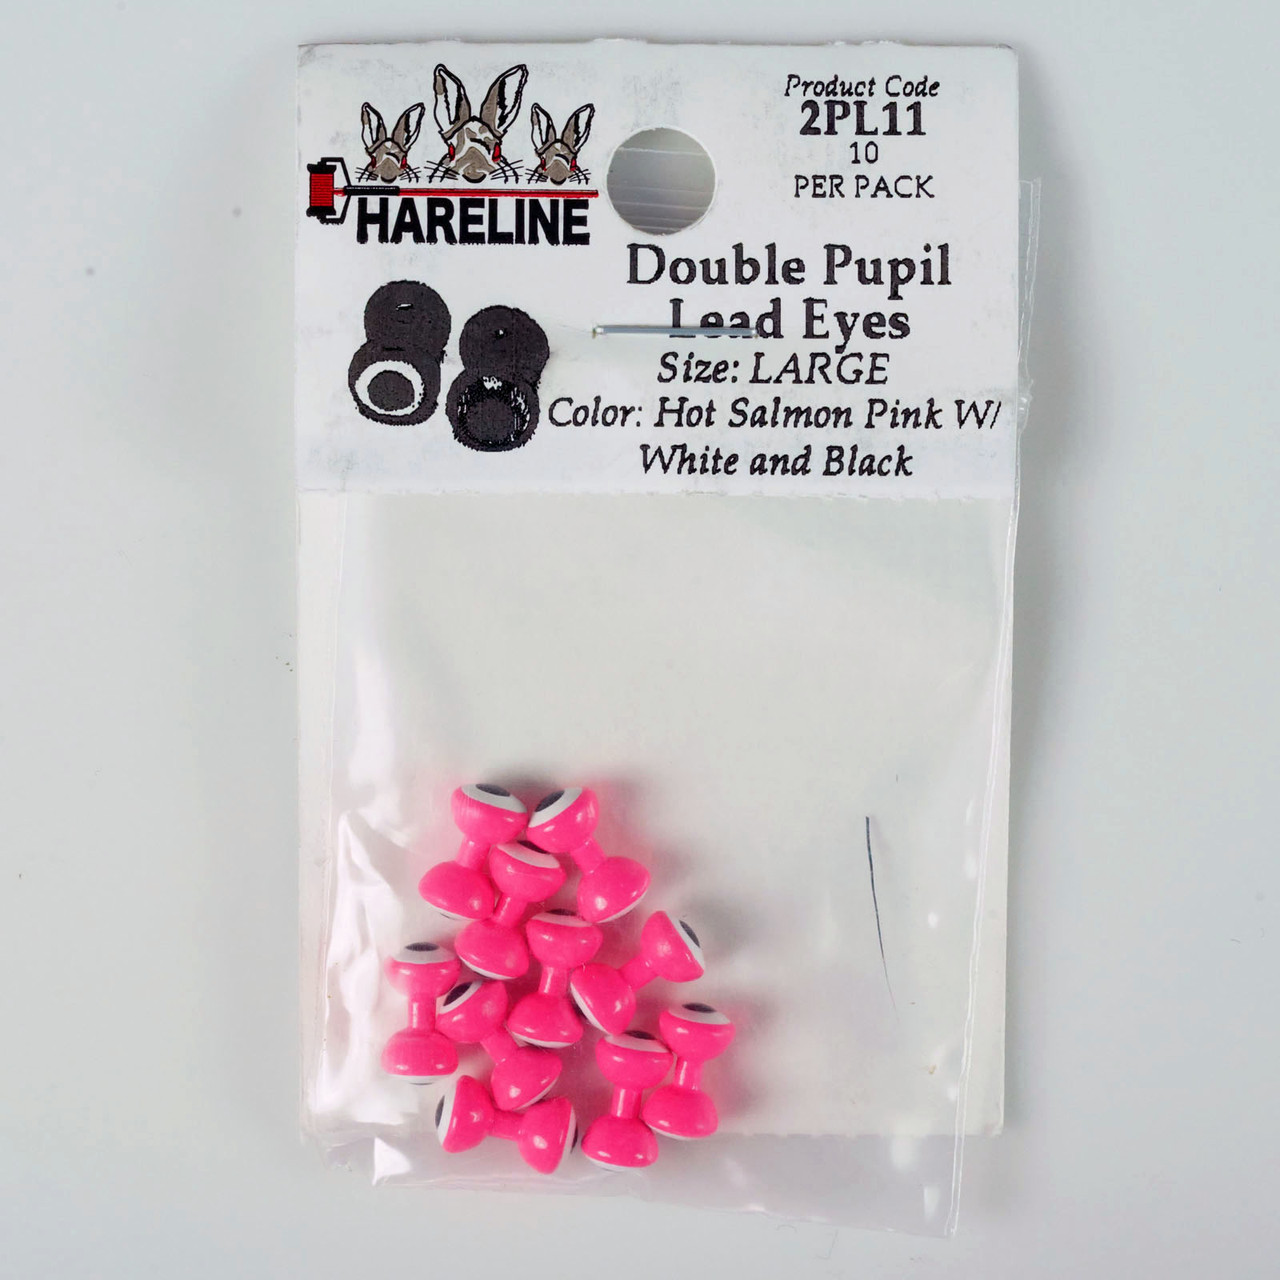 HARELINE
Product Code
2PL11
10
PER PACK
Double Pupil
Lead Eyes
Size: LARGE
Color: Hot Salmon Pink W/
White and Black